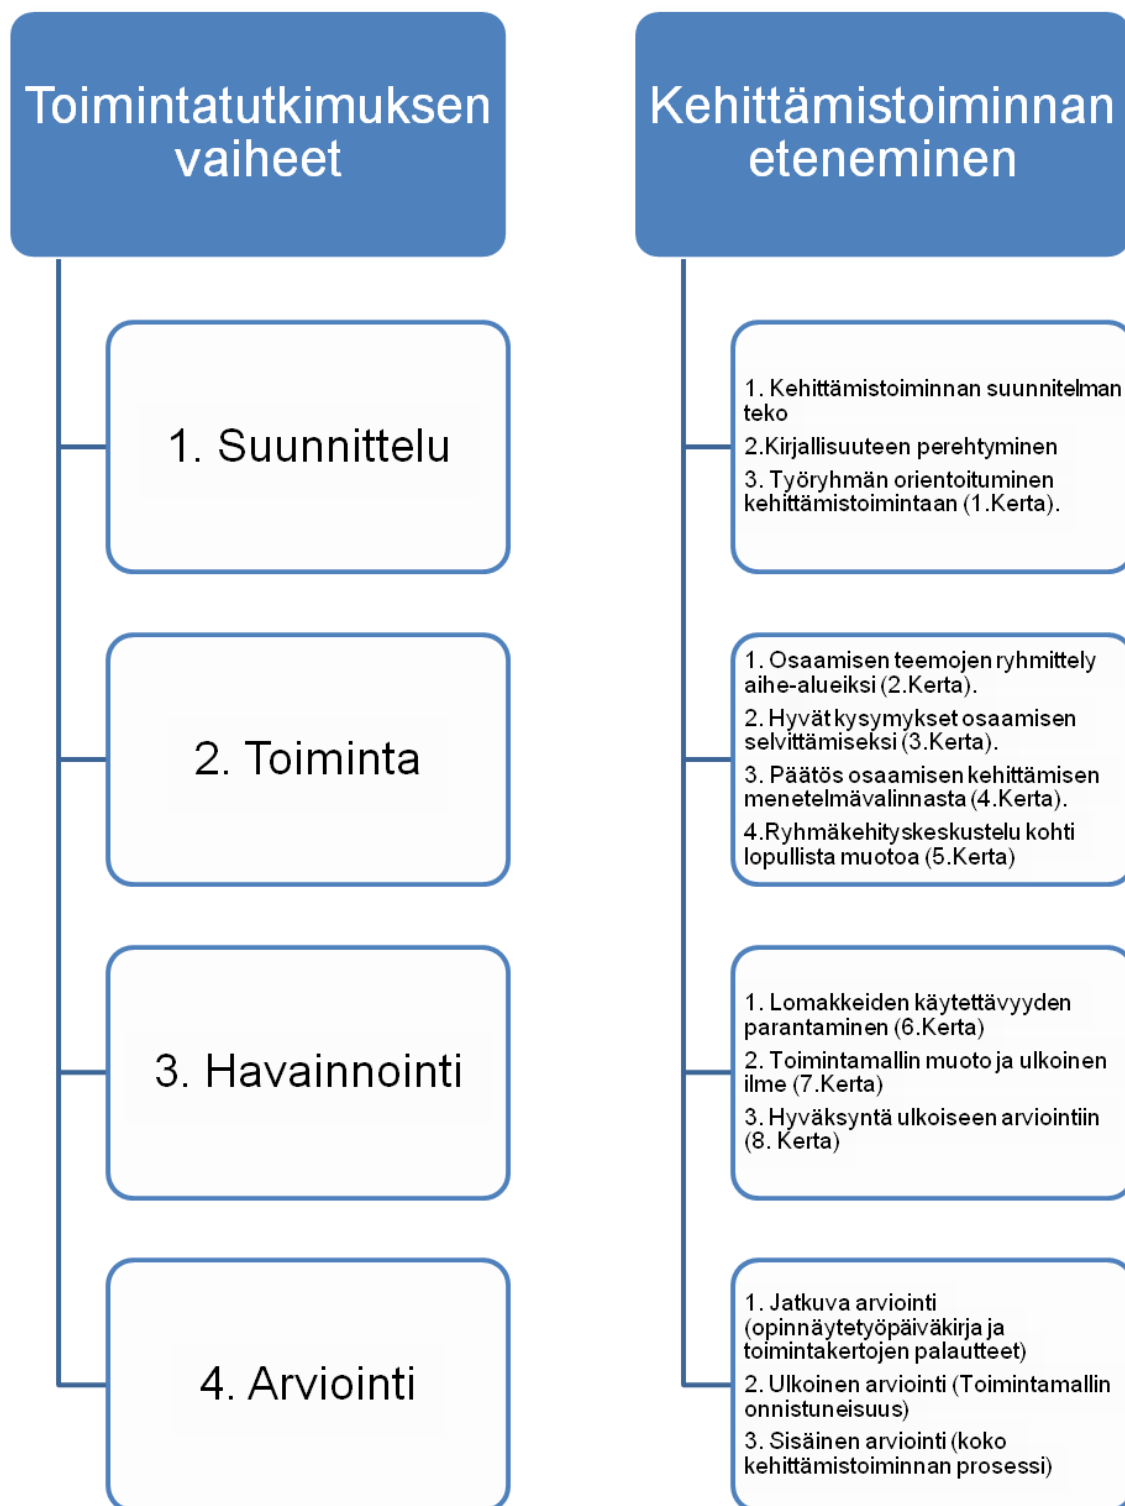 Toimintatutkimuksen
vaiheet
1. Suunnittelu
2. Toiminta
3. Havainnointi
4. Arviointi
Kehittämistoiminnan
eteneminen
1. Kehittämistoiminnan suunnitelman
teko
2.Kirjallisuuteen perehtyminen
3. Työryhmän orientoituminen
kehittämistoimintaan (1.Kerta).
1. Osaamisen teemojen ryhmittely
aihe-alueiksi (2.Kerta).
2. Hyvät kysymykset osaamisen
selvittämiseksi (3.Kerta).
3. Päätös osaamisen kehittämisen
menetelmävalinnasta (4.Kerta).
4.Ryhmäkehityskeskustelu kohti
lopullista muotoa (5.Kerta)
1. Lomakkeiden käytettävyyden
parantaminen (6.Kerta)
2. Toimintamallin muoto ja ulkoinen
ilme (7.Kerta)
3. Hyväksyntä ulkoiseen arviointiin
(8. Kerta)
1. Jatkuva arviointi
(opinnäytetyöpäiväkirja ja
toimintakertojen palautteet)
2. Ulkoinen arviointi (Toimintamallin
onnistuneisuus)
3. Sisäinen arviointi (koko
kehittämistoiminnan prosessi)